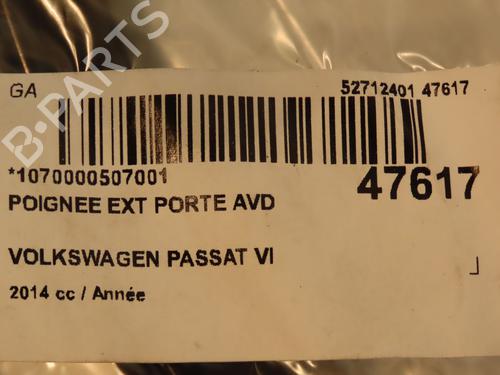 GA
52712401 47617
*1070000507001
47617
POIGNEE EXT PORTE AVD
VOLKSWAGEN PASSAT VI
2014 cc / Année
B-PARTS